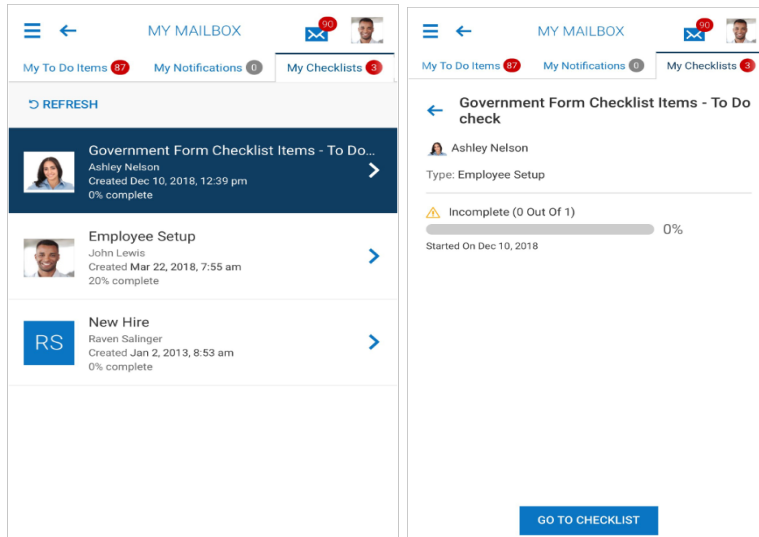 MY MAILBOX
90
My To Do Items 87 My Notifications 0 My Checklists 3
REFRESH
Government Form Checklist Items - To Do...
Ashley Nelson
Created Dec 10, 2018, 12:39 pm
0% complete
Employee Setup
John Lewis
Created Mar 22, 2018, 7:55 am
20% complete
RS
New Hire
Raven Salinger
Created Jan 2, 2013, 8:53 am
0% complete
MY MAILBOX
90
My To Do Items 87 My Notifications 0 My Checklists 3
Government Form Checklist Items - To Do
check
Ashley Nelson
Type: Employee Setup
Incomplete (0 Out Of 1)
0%
Started On Dec 10, 2018
GO TO CHECKLIST